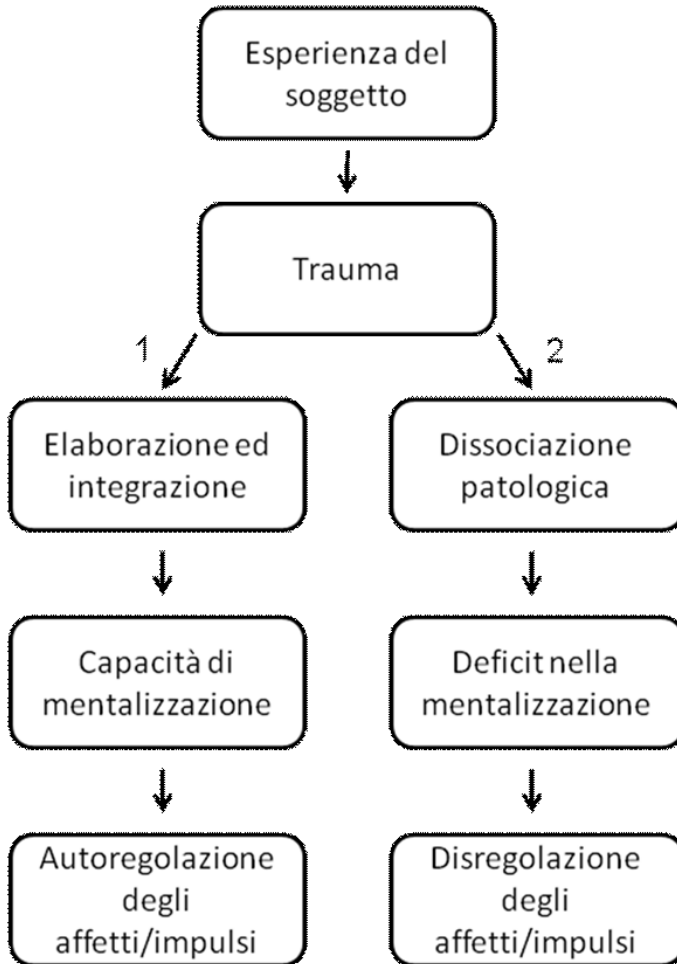 Esperienza del
soggetto
Trauma
1
2
Elaborazione ed
integrazione
Dissociazione
patologica
Capacità di
mentalizzazione
Deficit nella
mentalizzazione
Autoregolazione
degli
affetti/impulsi
Disregolazione
degli
affetti/impulsi